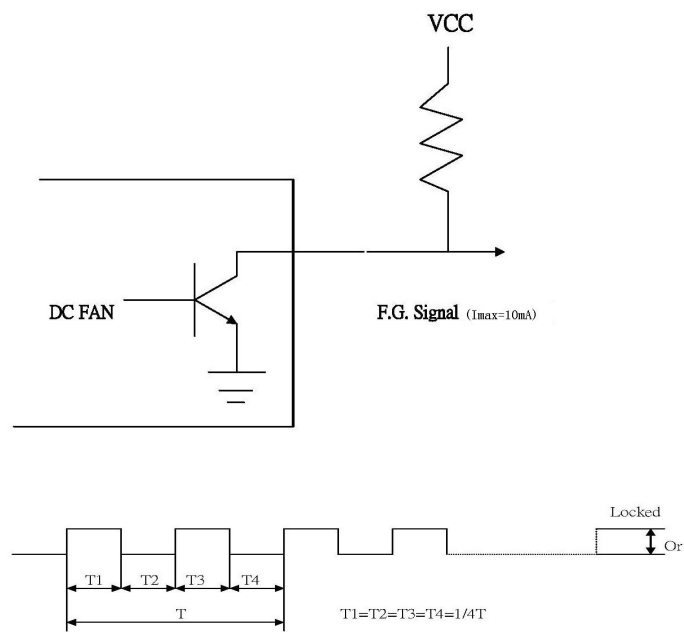 VCC
DC FAN
F.G. Signal (Imax=10mA)
Locked
Or
T1 T2 T3 T4
T
T1=T2=T3=T4=1/4T